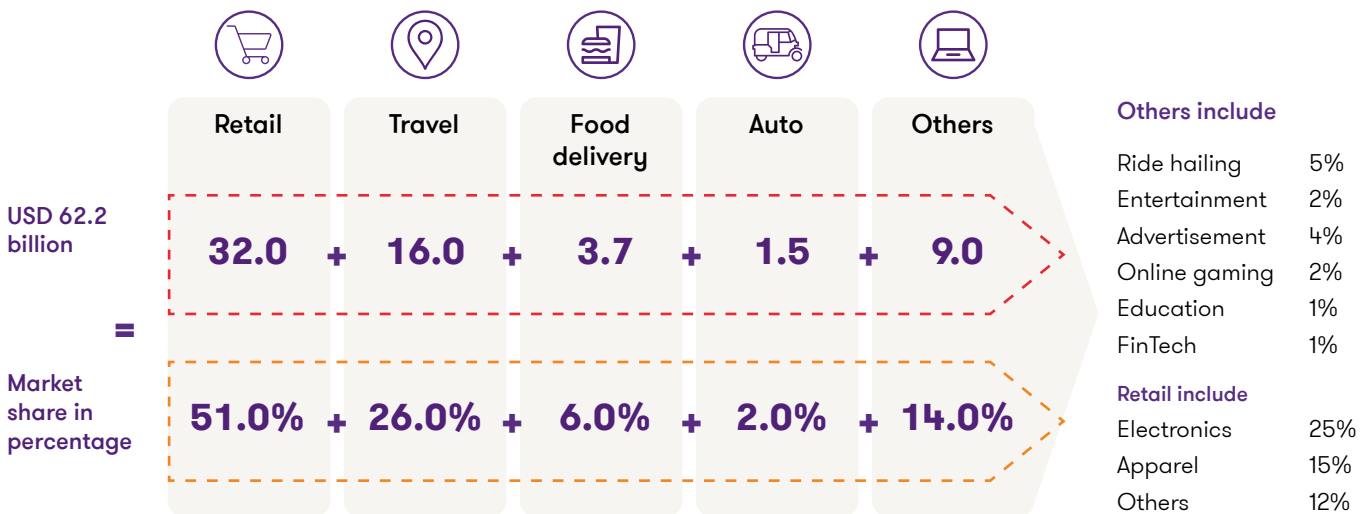 Retail
Travel
Food
delivery
Auto
Others
USD 62.2
billion
32.0 + 16.0 + 3.7 + 1.5 + 9.0
=
Market
share in
percentage
51.0% + 26.0% + 6.0% + 2.0% + 14.0%
Others include
Ride hailing 5%
Entertainment 2%
Advertisement 4%
Online gaming 2%
Education 1%
FinTech 1%
Retail include
Electronics 25%
Apparel 15%
Others 12%